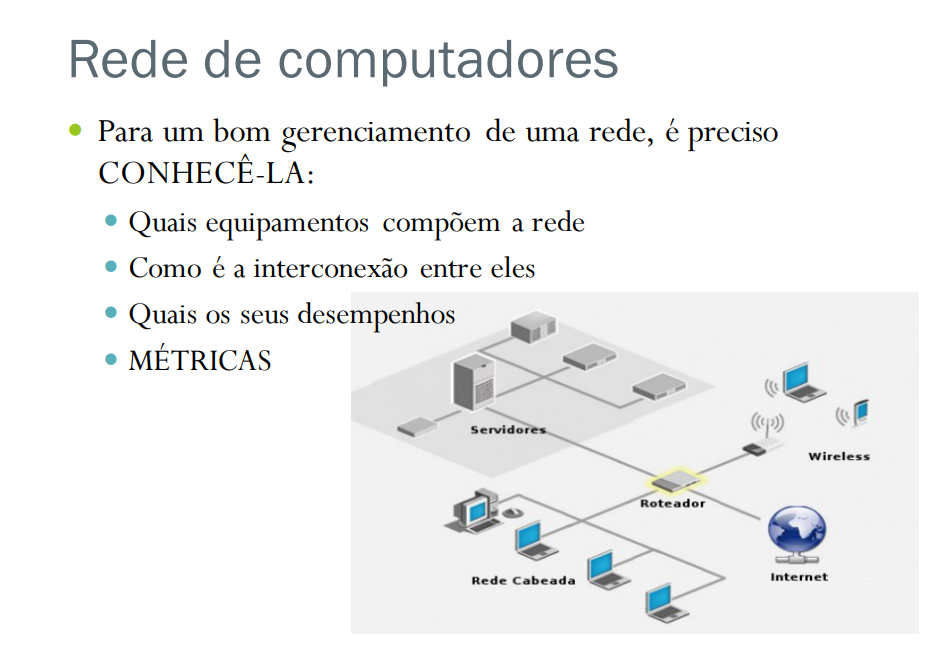 Rede de computadores
Para um bom gerenciamento de uma rede, é preciso
CONHECÊ-LA:
Quais equipamentos compõem a rede
Como é a interconexão entre eles
Quais os seus desempenhos
MÉTRICAS
Servidores
Wireless
Roteador
Rede Cabeada
Internet